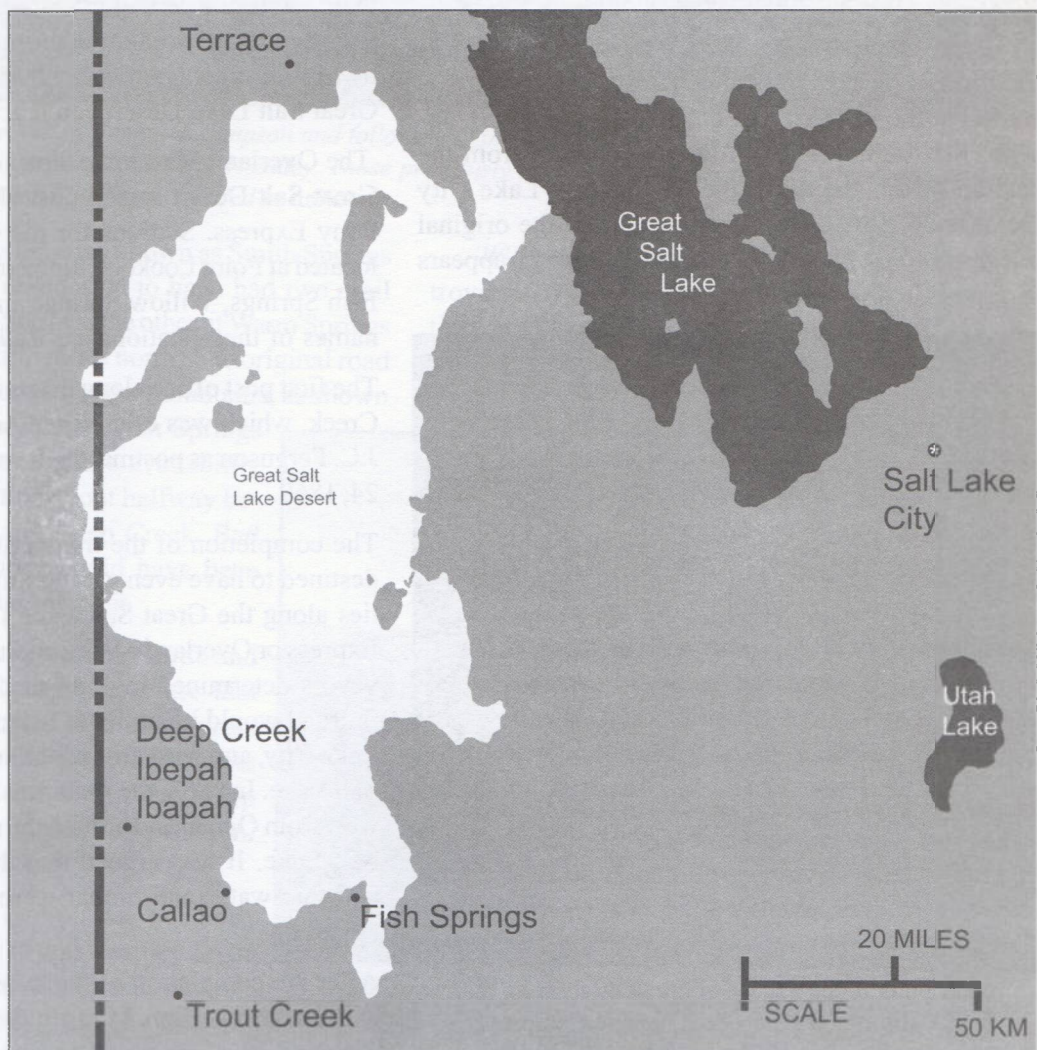 Terrace
Great
Salt
Lake
Great Salt
Lake Desert
Salt Lake
City
Utah
Lake
Deep Creek
Ibepah
Ibapah
Callao
Fish Springs
Trout Creek
20 MILES
SCALE
50 KM